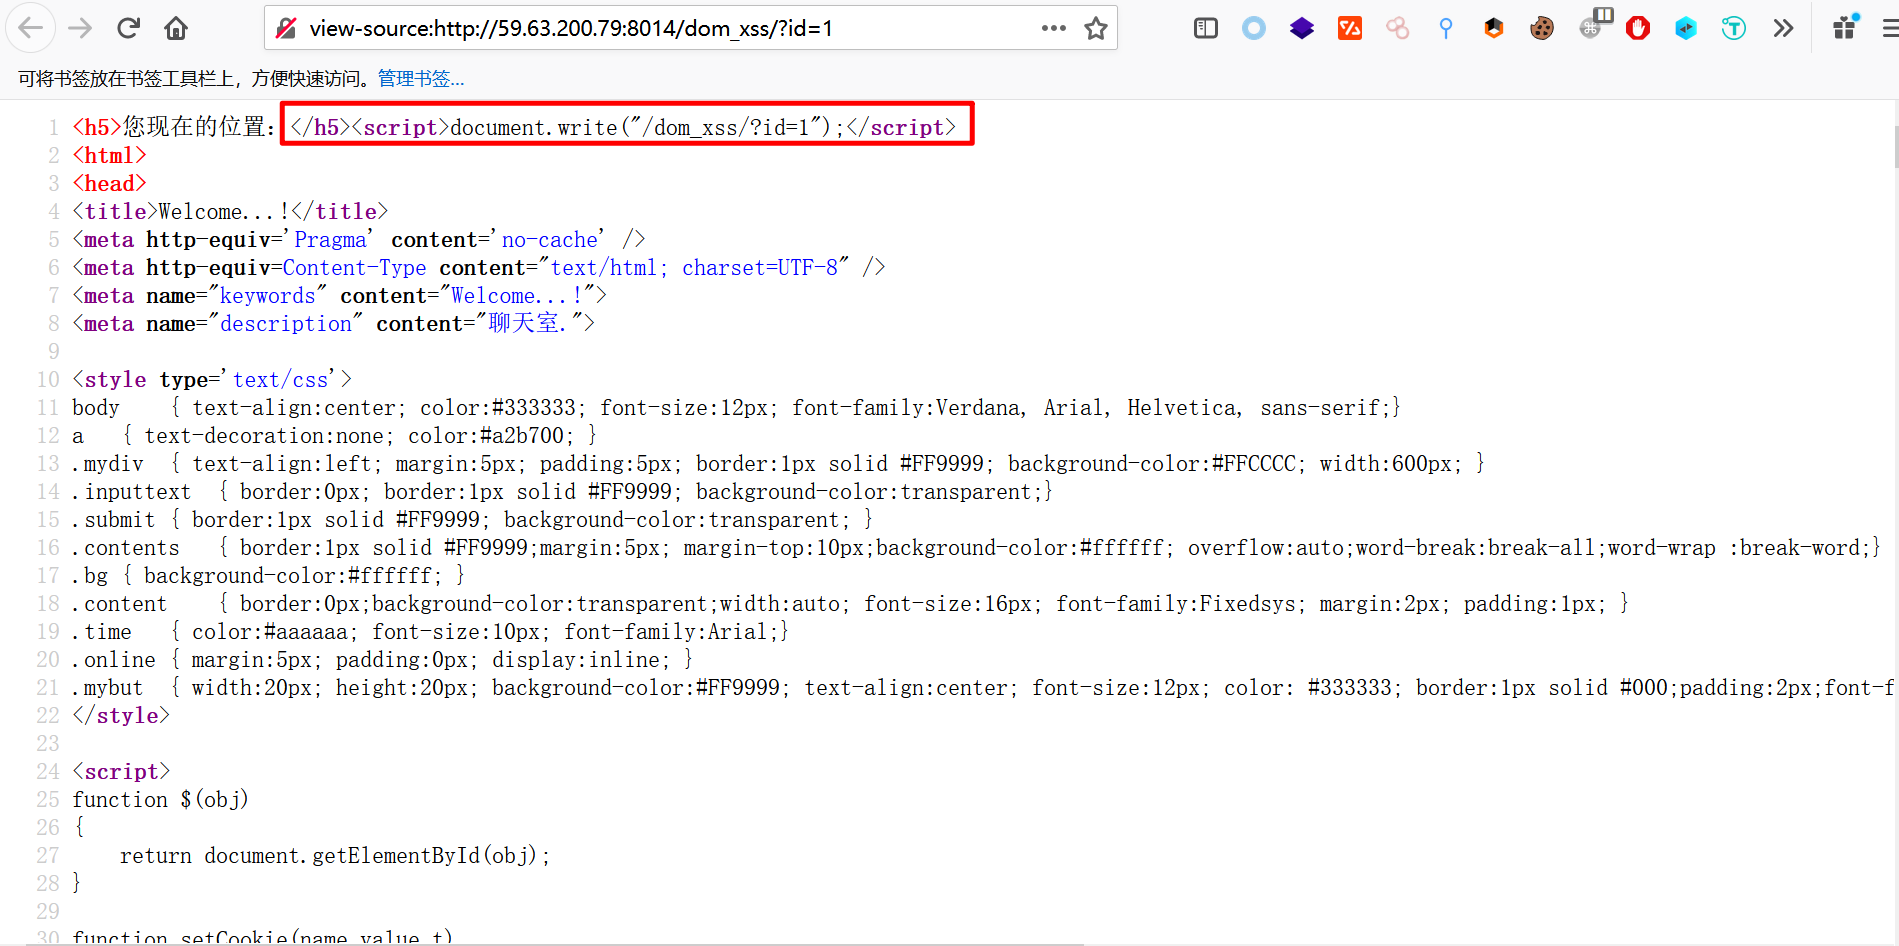 view-source:http://59.63.200.79:8014/dom_xss/?id=1
可将书签放在书签工具栏上，方便快速访问。管理书签...
1 <h5>您现在的位置：</h5><script>document.write("/dom_xss/?id=1");</script>
2 <html>
3 <head>
4 <title>Welcome...!</title>
5 <meta http-equiv='Pragma' content='no-cache' />
6 <meta http-equiv=Content-Type content="text/html; charset=UTF-8" />
7 <meta name="keywords" content="Welcome...!">
8 <meta name="description" content="聊天室.">
9
10 <style type='text/css'>
11 body    { text-align:center; color:#333333; font-size:12px; font-family:Verdana, Arial, Helvetica, sans-serif;}
12 a   { text-decoration:none; color:#a2b700; }
13 .mydiv  { text-align:left; margin:5px; padding:5px; border:1px solid #FF9999; background-color:#FFCCCC; width:600px; }
14 .inputtext  { border:0px; border:1px solid #FF9999; background-color:transparent;}
15 .submit { border:1px solid #FF9999; background-color:transparent; }
16 .contents   { border:1px solid #FF9999;margin:5px; margin-top:10px;background-color:#ffffff; overflow:auto;word-break:break-all;word-wrap :break-word;}
17 .bg { background-color:#ffffff; }
18 .content    { border:0px;background-color:transparent;width:auto; font-size:16px; font-family:Fixedsys; margin:2px; padding:1px; }
19 .time   { color:#aaaaaa; font-size:10px; font-family:Arial;}
20 .online { margin:5px; padding:0px; display:inline; }
21 .mybut  { width:20px; height:20px; background-color:#FF9999; text-align:center; font-size:12px; color: #333333; border:1px solid #000;padding:2px;font-f
22 </style>
23
24 <script>
25 function $(obj)
26 {
27     return document.getElementById(obj);
28 }
29
30 function setCookie(name,value,t)